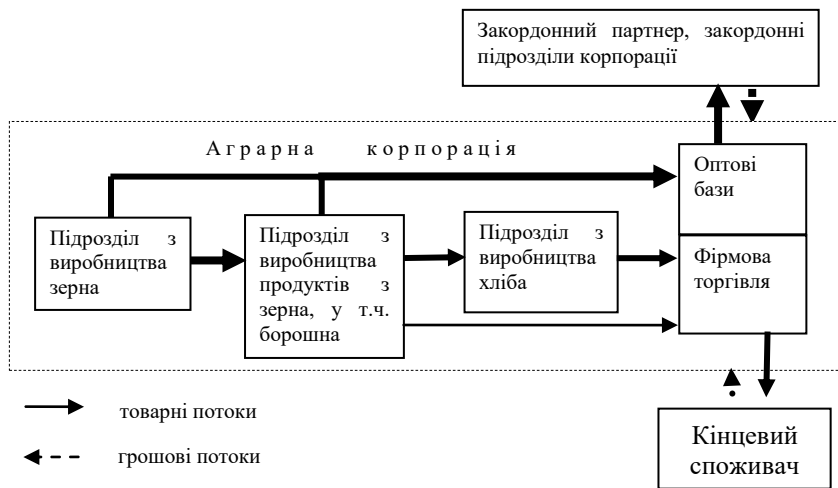 Закордонний партнер, закордонні
підрозділи корпорації
Аграрна корпорація
Оптові
бази
Підрозділ з
виробництва
зерна
Підрозділ з
виробництва
продуктів з
зерна, у т.ч.
борошна
Підрозділ з
виробництва
хліба
Фірмова
торгівля
товарні потоки
грошові потоки
Кінцевий
споживач